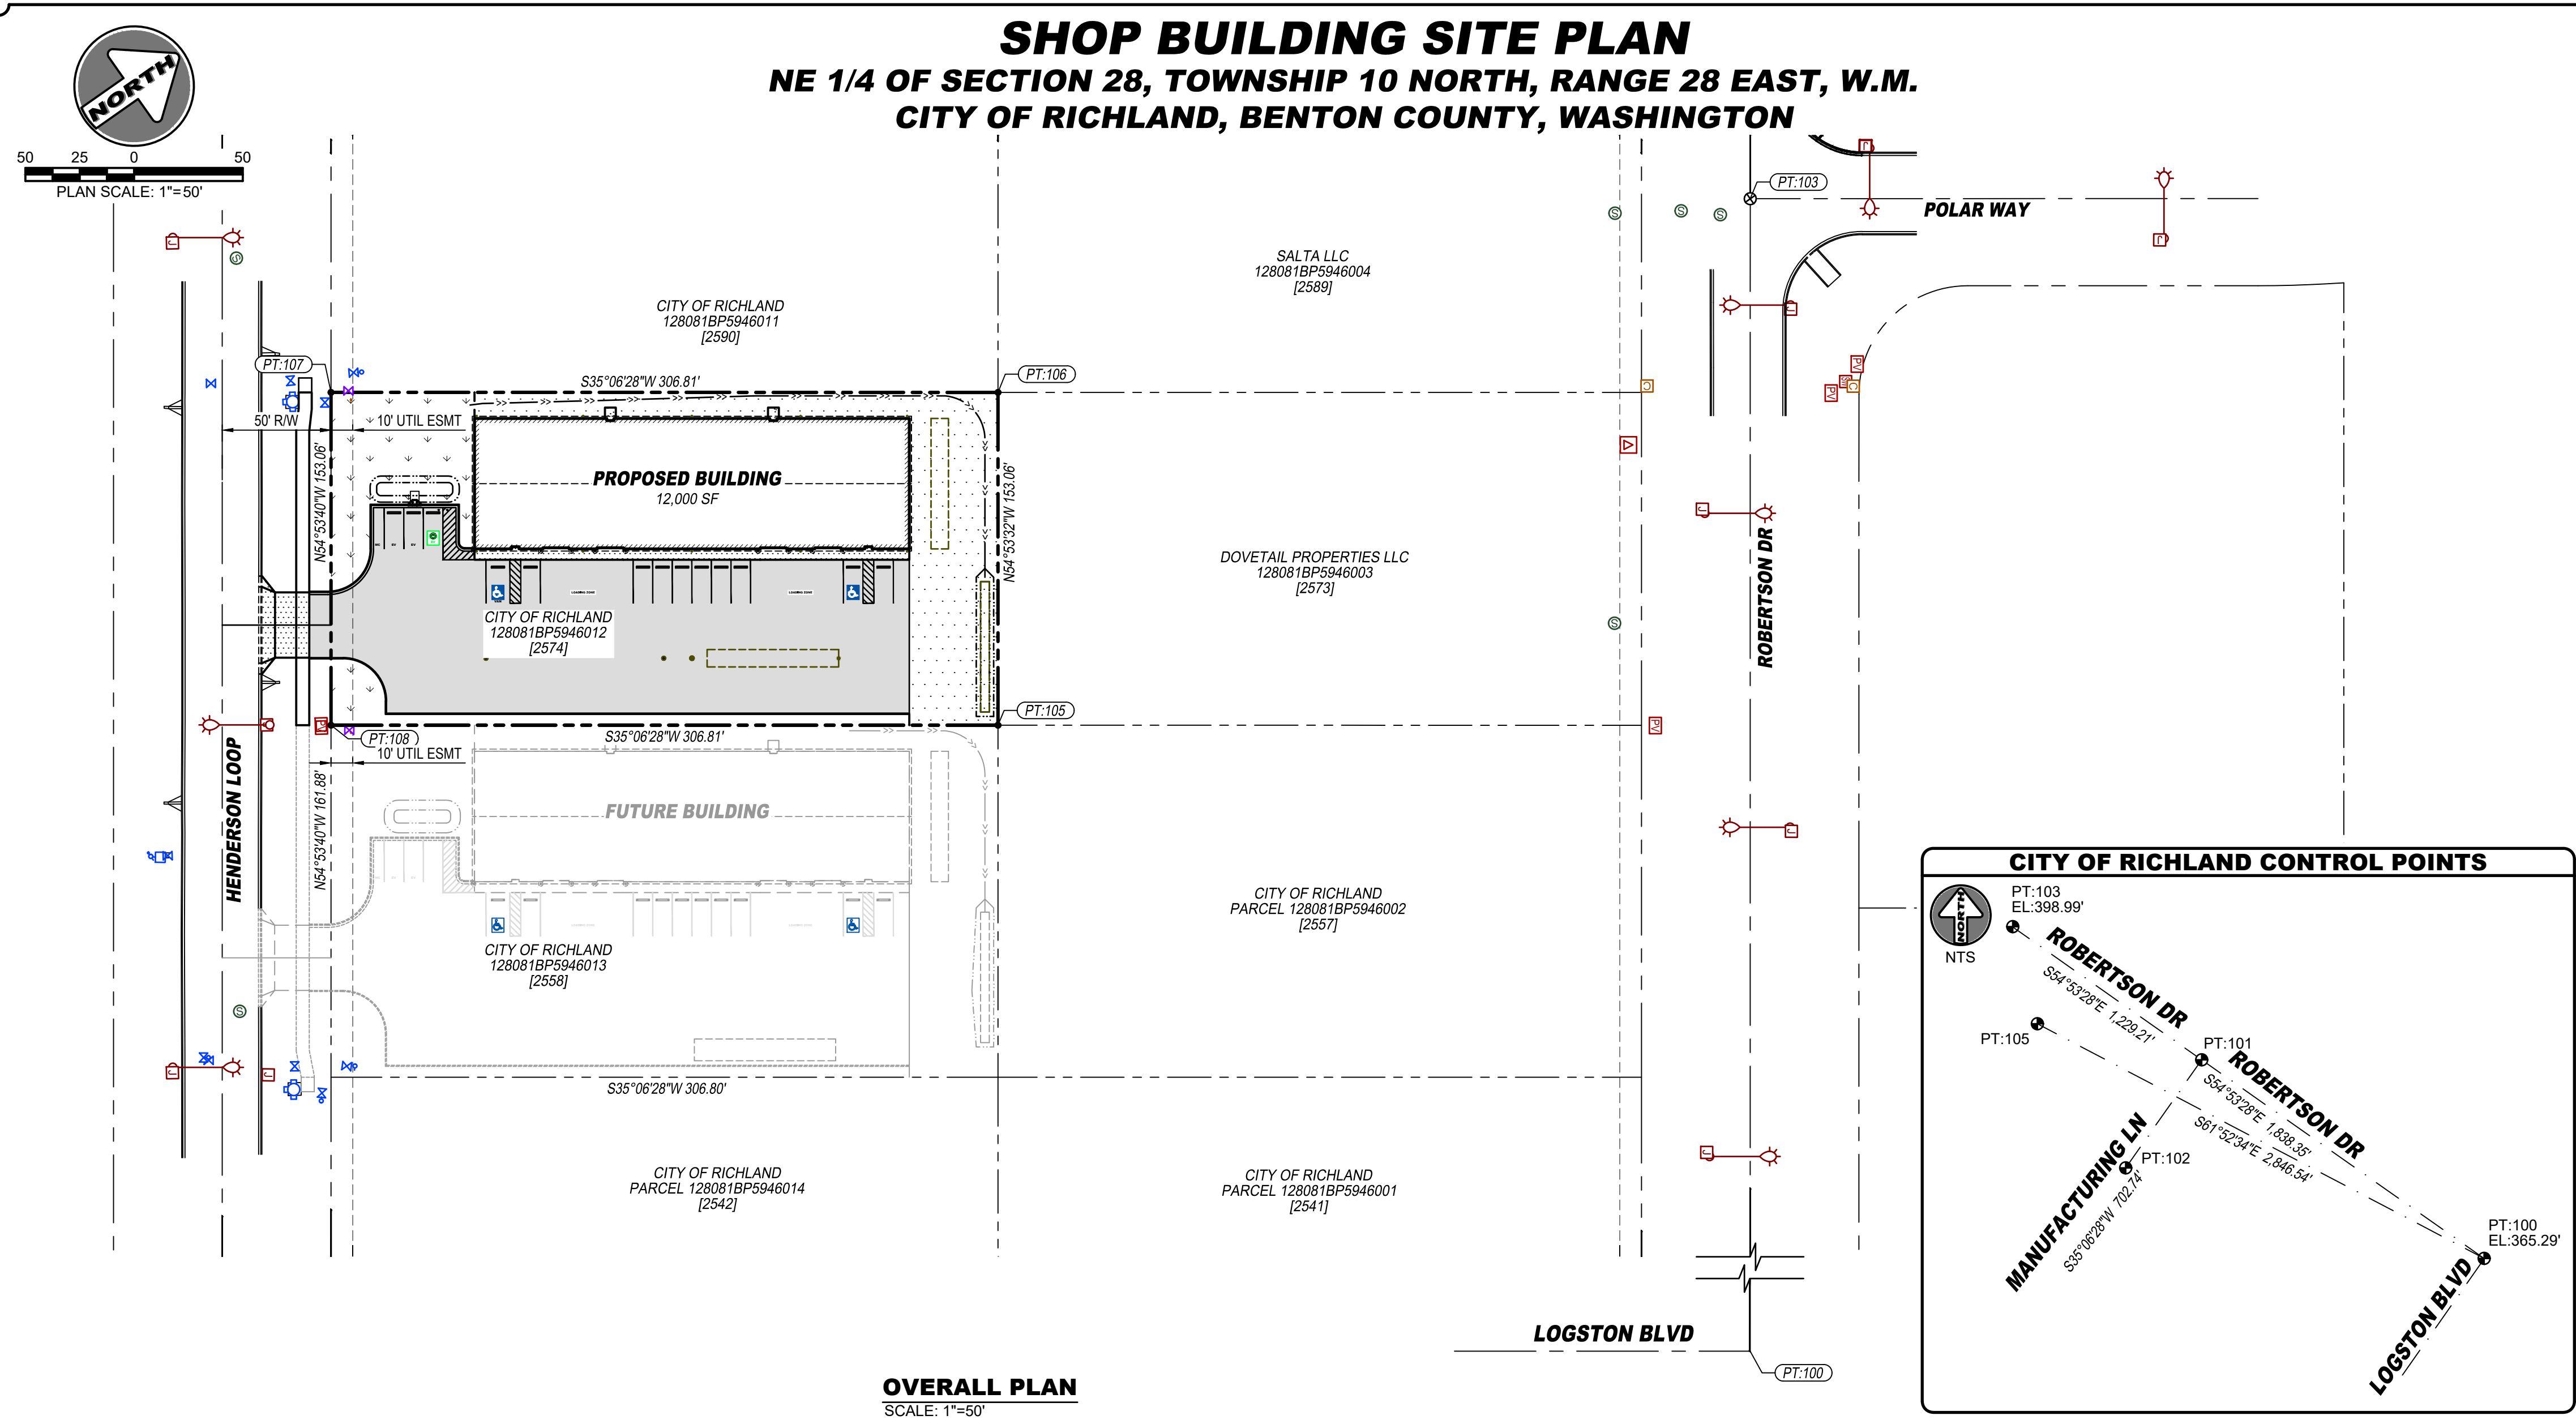 SHOP BUILDING SITE PLAN
NE 1/4 OF SECTION 28, TOWNSHIP 10 NORTH, RANGE 28 EAST, W.M.
CITY OF RICHLAND, BENTON COUNTY, WASHINGTON
NORTH
50 25 0 50
PLAN SCALE: 1"=50'
PT:103
POLAR WAY
SALTA LLC
128081BP5946004
[2589]
CITY OF RICHLAND
128081BP5946011
[2590]
PT:107
S35°06'28"W 306.81'
PT:106
50' R/W
10' UTIL ESMT
N54°53'40"W 153.06'
PROPOSED BUILDING
12,000 SF
N54°53'32"W 153.06'
DOVETAIL PROPERTIES LLC
128081BP5946003
[2573]
ROBERTSON DR
LOADING ZONE
LOADING ZONE
CITY OF RICHLAND
128081BP5946012
[2574]
PT:105
PT:108
S35°06'28"W 306.81'
10' UTIL ESMT
HENDERSON LOOP
N54°53'40"W 161.88'
FUTURE BUILDING
CITY OF RICHLAND
PARCEL 128081BP5946002
[2557]
CITY OF RICHLAND
128081BP5946013
[2558]
S35°06'28"W 306.80'
CITY OF RICHLAND
PARCEL 128081BP5946014
[2542]
CITY OF RICHLAND
PARCEL 128081BP5946001
[2541]
LOGSTON BLVD
PT:100
OVERALL PLAN
SCALE: 1"=50'
CITY OF RICHLAND CONTROL POINTS
NORTH
NTS
PT:103
EL:398.99'
ROBERTSON DR
S54°53'28"E 1,229.21'
PT:105
PT:101
ROBERTSON DR
S54°53'28"E 1,838.35'
S61°52'34"E 2,846.54'
MANUFACTURING LN
PT:102
S35°06'28"W 702.74'
PT:100
EL:365.29'
LOGSTON BLVD